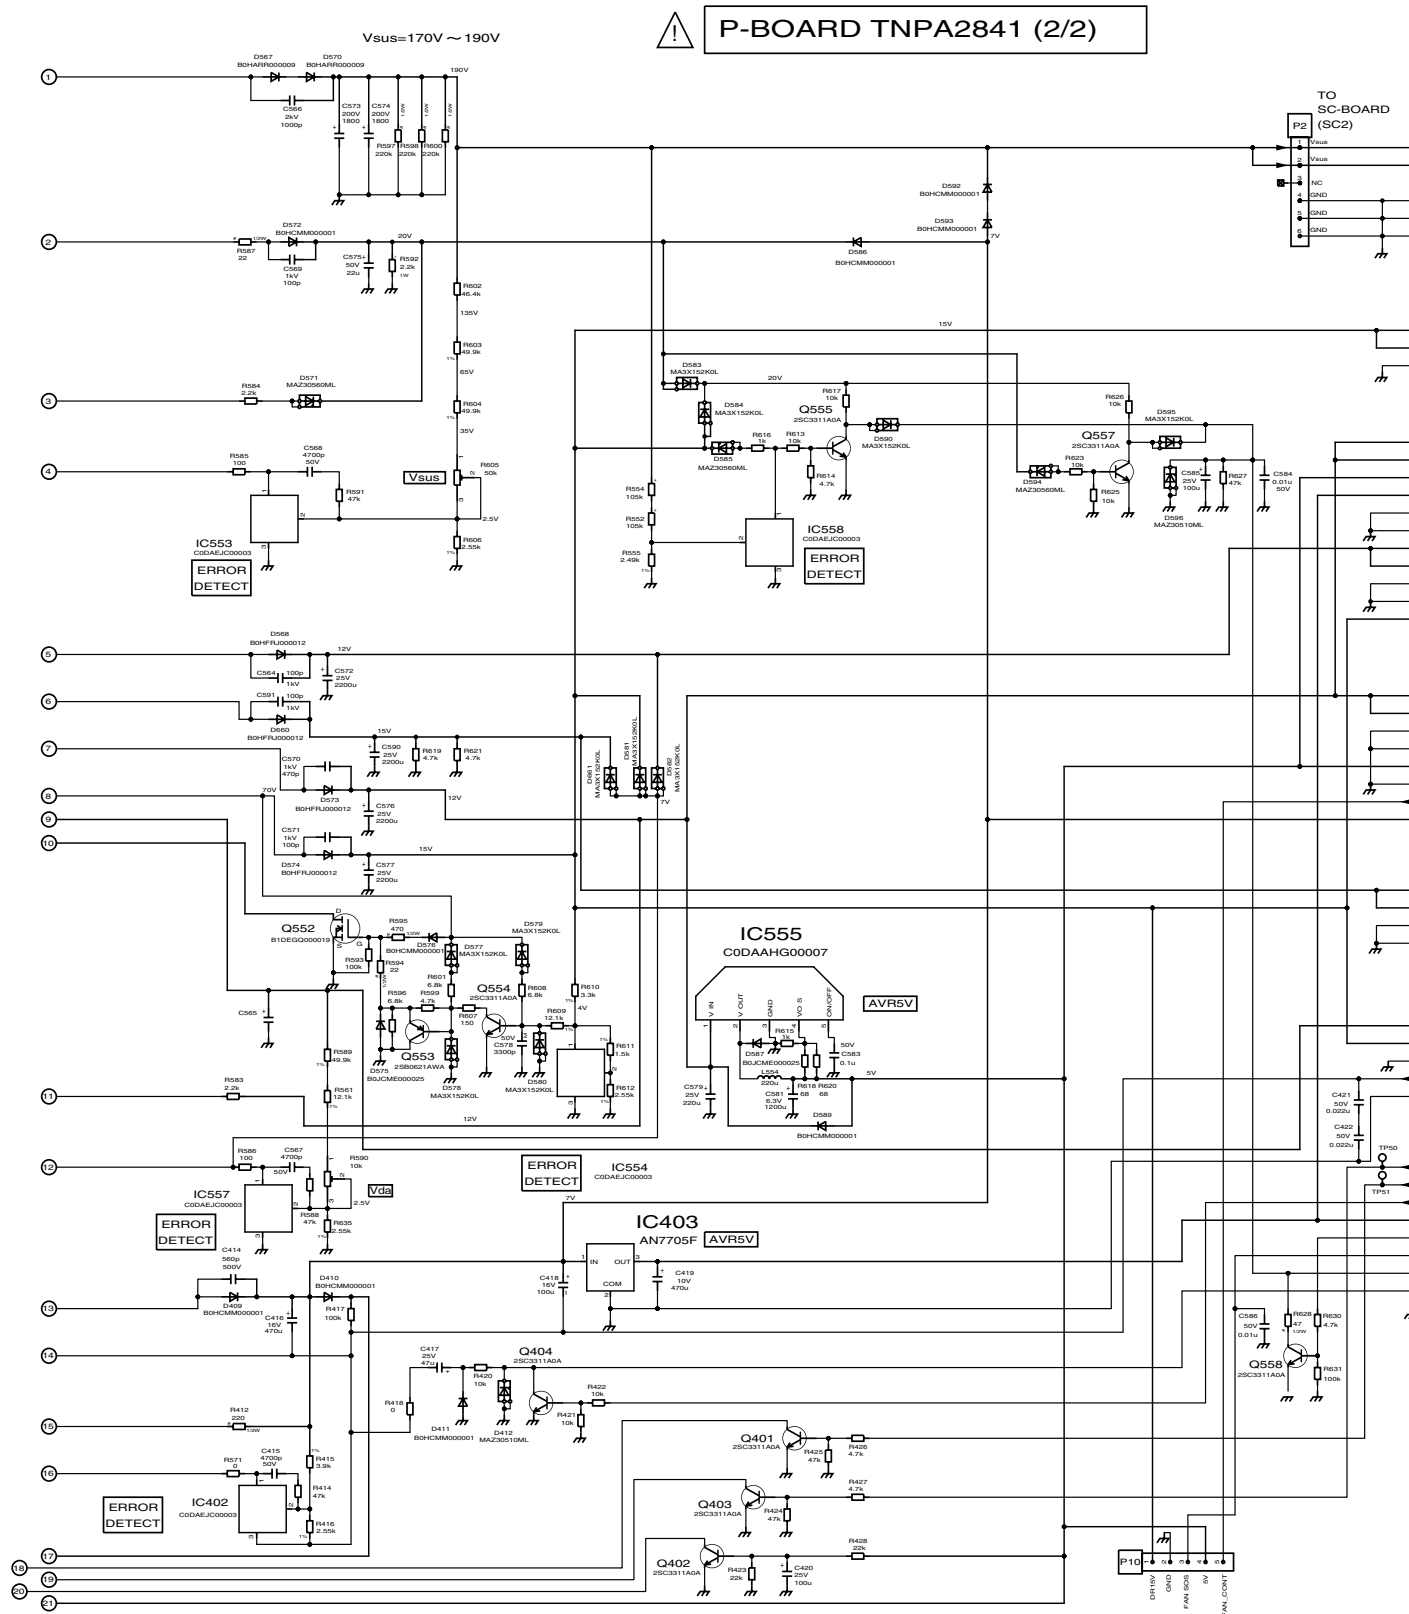 P-BOARD TNPA2841 (2/2)
Vsus=170V ~ 190V
TO
SC-BOARD
(SC2)
P2
1 Vsus
2 Vsus
3 NC
4 GND
5 GND
6 GND
1
D567
B0HARR000009
D570
B0HARR000009
190V
C566
2kV
1000p
C573
200V
1800
C574
200V
1800
R597
220k
R598
220k
R600
220k
D592
B0HCMM000001
D593
B0HCMM000001
7V
2
R587
22
1/2W
D572
B0HCMM000001
20V
C569
1kV
100p
C575
50V
22u
R592
2.2k
1W
D586
B0HCMM000001
R602
46.4k
135V
R603
49.9k
65V
R604
49.9k
35V
15V
3
R584
2.2k
D571
MAZ30560ML
D583
MA3X152K0L
20V
D584
MA3X152K0L
R617
10k
Q555
2SC3311A0A
R616
1k
R613
10k
D585
MAZ30560ML
D590
MA3X152K0L
R614
4.7k
R626
10k
Q557
2SC3311A0A
D595
MA3X152K0L
R623
10k
D594
MAZ30560ML
R625
10k
C585
25V
100u
R627
47k
C584
0.01u
50V
D596
MAZ30510ML
4
R585
100
C568
4700p
50V
R591
47k
Vsus
R605
50k
2.5V
R606
2.55k
IC553
C0DAEJC00003
ERROR
DETECT
R554
105k
R552
105k
R555
2.49k
IC558
C0DAEJC00003
ERROR
DETECT
5
D568
B0HFRJ000012
12V
C564
100p
1kV
C572
25V
2200u
6
C591
100p
1kV
D660
B0HFRJ000012
15V
7
C570
1kV
470p
D573
B0HFRJ000012
C590
25V
2200u
R619
4.7k
R621
4.7k
D661
MA3X152K0L
D581
MA3X152K0L
D582
MA3X152K0L
7V
12V
8
70V
C576
25V
2200u
9
10
C571
1kV
100p
D574
B0HFRJ000012
15V
C577
25V
2200u
Q552
B1DEGQ000019
D
G
S
R595
470
1/2W
D576
B0HCMM000001
D577
MA3X152K0L
D579
MA3X152K0L
R593
100k
R594
22
1/2W
R596
6.8k
R599
4.7k
R601
6.8k
Q554
2SC3311A0A
R608
6.8k
R610
3.3k
4V
R607
150
R609
12.1k
C565
D575
B0JCME000025
Q553
2SB0621AWA
D578
MA3X152K0L
50V
C578
3300p
D580
MA3X152K0L
R611
1.5k
R612
2.55k
IC555
C0DAAHG00007
V IN
V OUT
GND
VO S
ON/OFF
AVR5V
R615
1k
D587
B0JCME000025
L554
220u
50V
C583
0.1u
5V
C579
25V
220u
C581
6.3V
1200u
R618
68
R620
68
D589
B0HCMM000001
R589
49.9k
R561
12.1k
11
R583
2.2k
12V
C421
50V
0.022u
C422
50V
0.022u
TP50
TP51
12
R586
100
C567
4700p
50V
R590
10k
Vda
2.5V
IC557
C0DAEJC00003
R588
47k
R635
2.55k
ERROR
DETECT
ERROR
DETECT
IC554
C0DAEJC00003
7V
IC403
AN7705F
AVR5V
IN
OUT
COM
C414
560p
500V
13
D409
B0HCMM000001
D410
B0HCMM000001
C416
16V
470u
R417
100k
C418
16V
100u
C419
10V
470u
C586
50V
0.01u
R628
47
1/2W
R630
4.7k
Q558
2SC3311A0A
R631
100k
14
C417
25V
47u
R420
10k
Q404
2SC3311A0A
R418
0
D411
B0HCMM000001
D412
MAZ30510ML
R422
10k
R421
10k
15
R412
220
1/2W
Q401
2SC3311A0A
R425
47k
R426
4.7k
16
R571
0
C415
4700p
50V
R415
3.9k
R414
47k
R416
2.55k
IC402
C0DAEJC00003
ERROR
DETECT
Q403
2SC3311A0A
R424
47k
R427
4.7k
Q402
2SC3311A0A
R423
22k
C420
25V
100u
R428
22k
17
18
19
20
21
P10
DR15V
GND
FAN SOS
5V
FAN_CONT